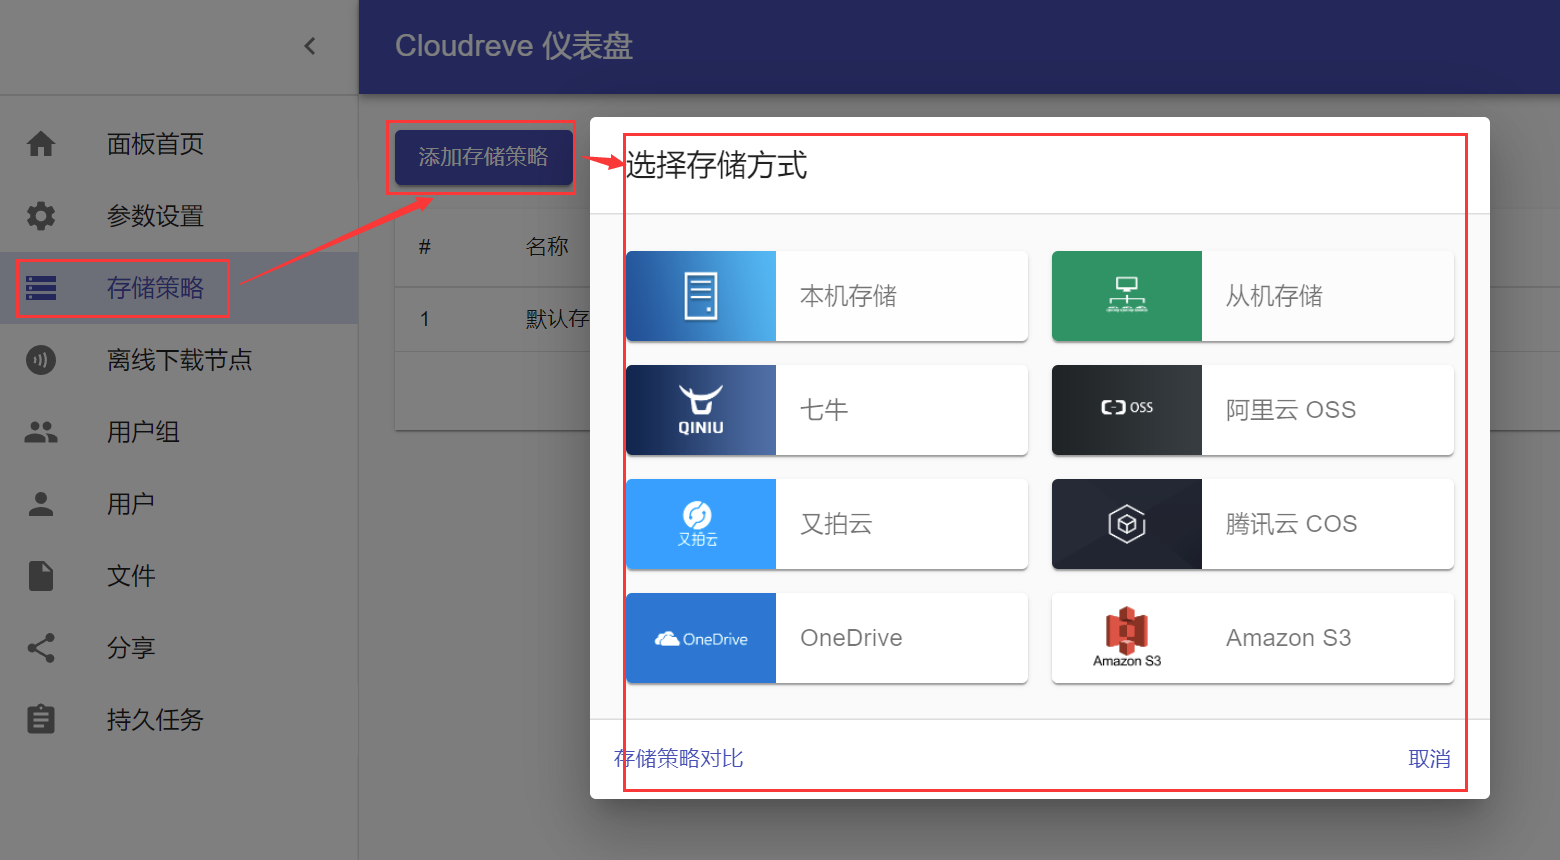 Cloudreve 仪表盘
面板首页
参数设置
存储策略
离线下载节点
用户组
用户
文件
分享
持久任务
添加存储策略
# 名称
1 默认存
选择存储方式
本机存储
从机存储
QINIU
七牛
OSS
阿里云 OSS
又拍云
又拍云
腾讯云 COS
OneDrive
OneDrive
Amazon S3
Amazon S3
存储策略对比
取消